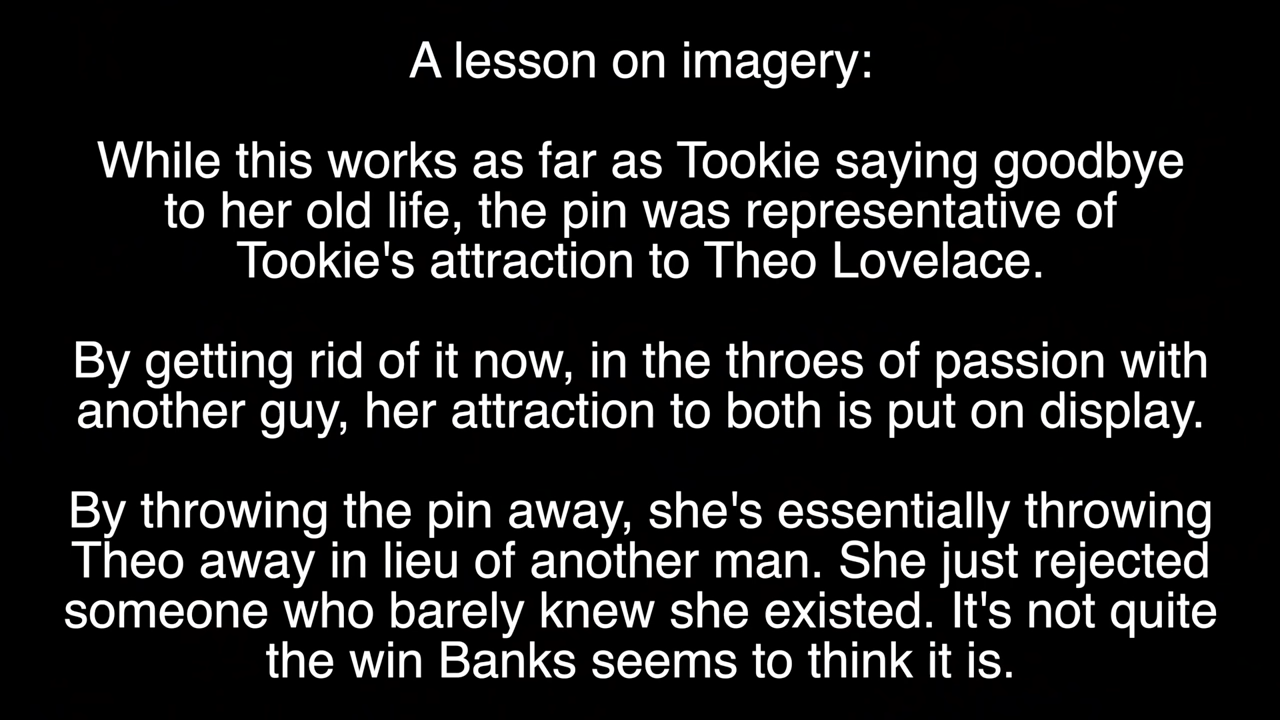 A lesson on imagery:
While this works as far as Tookie saying goodbye
to her old life, the pin was representative of
Tookie's attraction to Theo Lovelace.
By getting rid of it now, in the throes of passion with
another guy, her attraction to both is put on display.
By throwing the pin away, she's essentially throwing
Theo away in lieu of another man. She just rejected
someone who barely knew she existed. It's not quite
the win Banks seems to think it is.